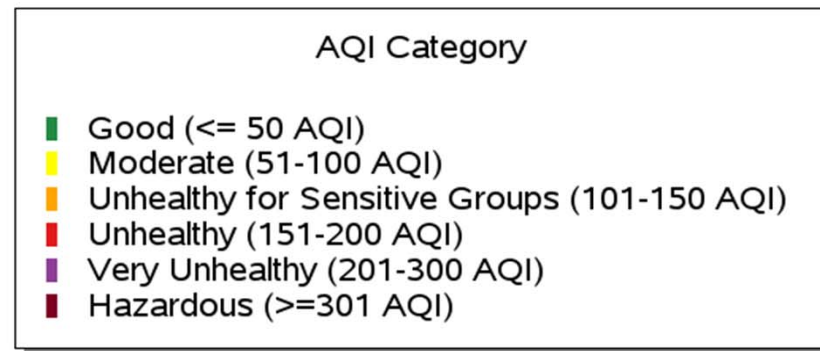 AQI Category
Good (<= 50 AQI)
Moderate (51-100 AQI)
Unhealthy for Sensitive Groups (101-150 AQI)
Unhealthy (151-200 AQI)
Very Unhealthy (201-300 AQI)
Hazardous (>=301 AQI)